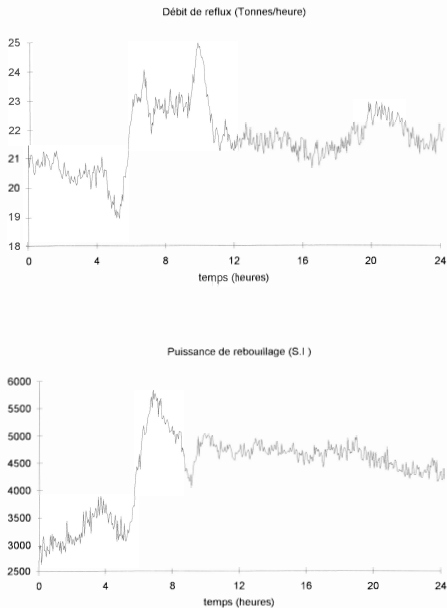 Débit de reflux (Tonnes/heure)
25
24
23
22
21
20
19
18
0 4 8 12 16 20 24
temps (heures)
Puissance de rebouillage (S.I )
6000
5500
5000
4500
4000
3500
3000
2500
0 4 8 12 16 20 24
temps (heures)